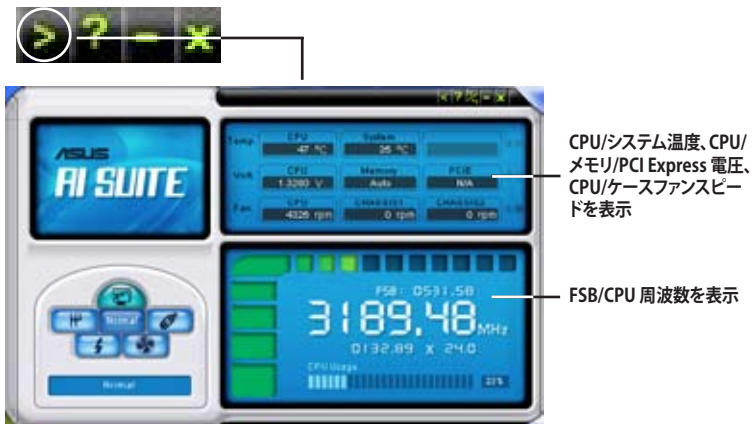 > ? - x
< ? °C/°F - x
ASUS
AI SUITE
Temp. CPU System
47 °C 25 °C
Volt. CPU Memory PCIE
1.3280 V Auto N/A
Fan CPU CHASSIS1 CHASSIS2
4326 rpm 0 rpm 0 rpm
CPU/システム温度、CPU/
メモリ/PCI Express 電圧、
CPU/ケースファンスピー
ドを表示
FSB: 0531.58
3189.48 MHz
0132.89 x 24.0
FSB/CPU 周波数を表示
CPU Usage
Normal
Normal